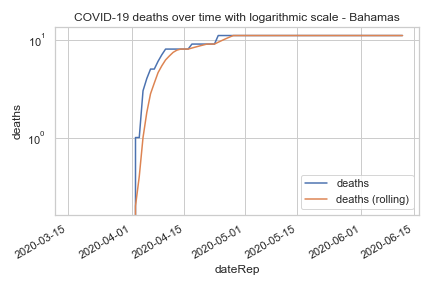 COVID-19 deaths over time with logarithmic scale - Bahamas
10¹
10⁰
deaths
deaths
deaths (rolling)
2020-03-15
2020-04-01
2020-04-15
2020-05-01
2020-05-15
2020-06-01
2020-06-15
dateRep